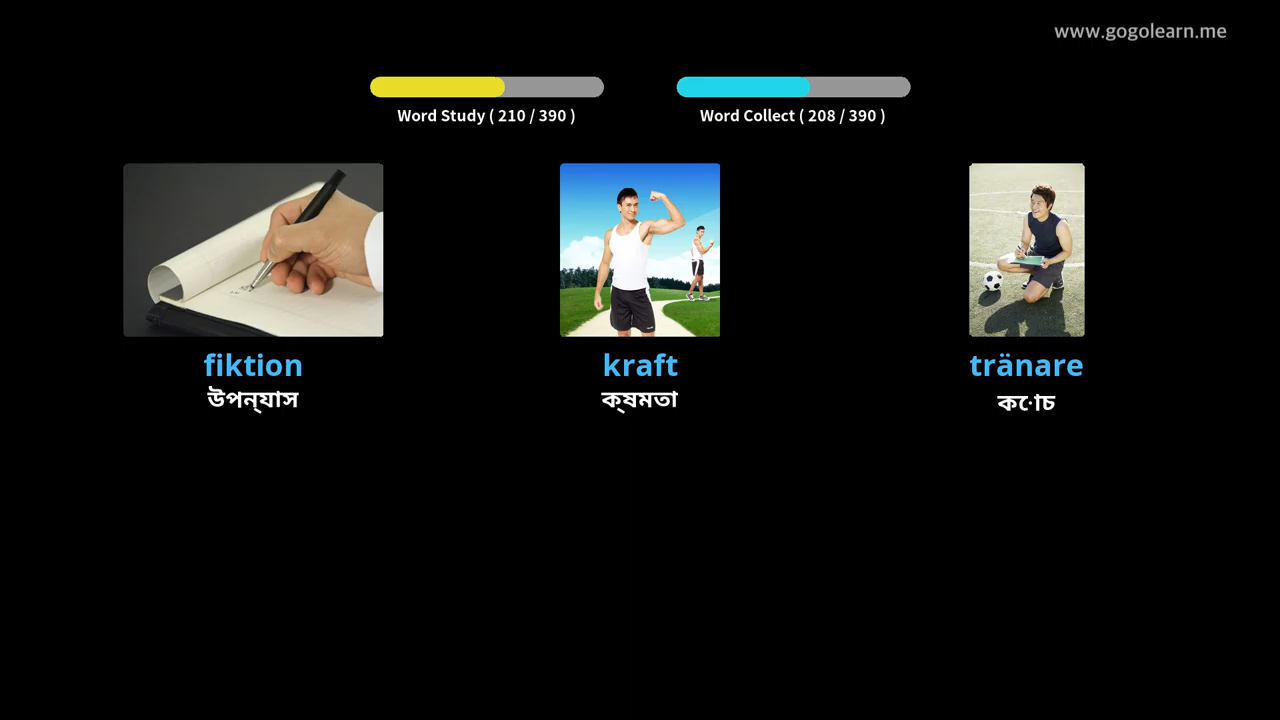 www.gogolearn.me
Word Study ( 210 / 390 )
Word Collect ( 208 / 390 )
fiktion
উপন্যাস
kraft
ক্ষমতা
tränare
কোচ